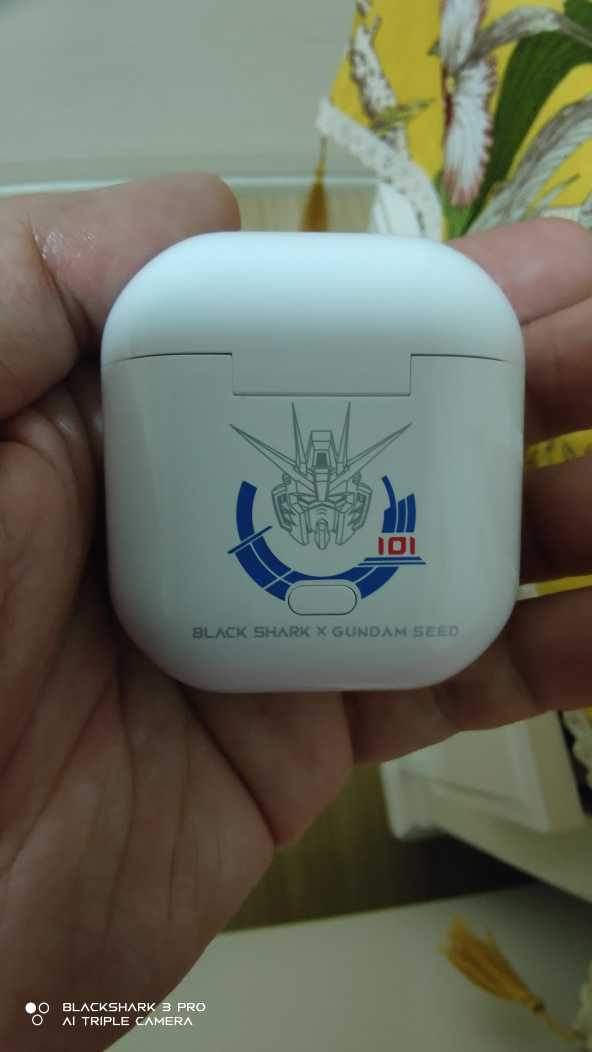 101
BLACK SHARK X GUNDAM SEED
BLACKSHARK 3 PRO
AI TRIPLE CAMERA